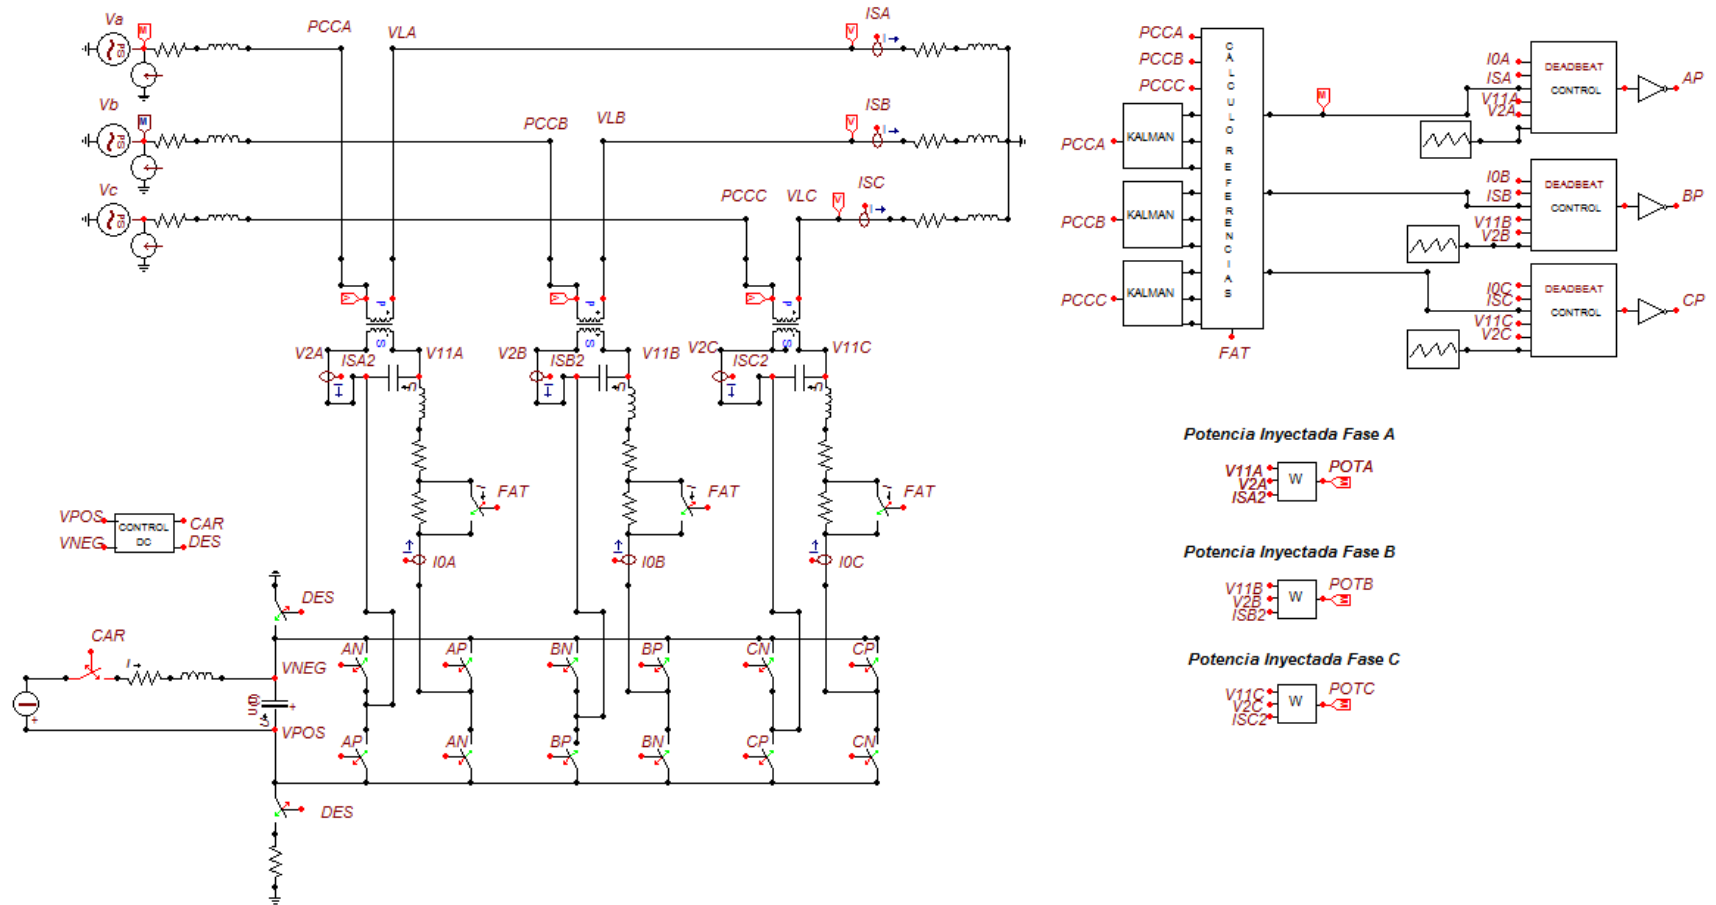 Va
PCCA
VLA
ISA
M
V
I
PS
Vb
PCCB
VLB
ISB
M
V
I
PS
Vc
PCCC
VLC
ISC
V
I
PS
P
S
P
S
P
S
V2A
ISA2
V11A
V2B
ISB2
V11B
V2C
ISC2
V11C
I
U
I
U
I
U
FAT
FAT
FAT
I
I0A
I
I0B
I
I0C
VPOS
VNEG
CONTROL
DC
CAR
DES
DES
CAR
I
VNEG
+
VPOS
+
AN
AP
BN
BP
CN
CP
AP
AN
BP
BN
CP
CN
DES
PCCA
PCCB
PCCC
PCCA
KALMAN
PCCB
KALMAN
PCCC
KALMAN
CALCULO REFERENCIAS
FAT
M
I0A
ISA
V11A
V2A
DEADBEAT
CONTROL
AP
I0B
ISB
V11B
V2B
DEADBEAT
CONTROL
BP
I0C
ISC
V11C
V2C
DEADBEAT
CONTROL
CP
Potencia Inyectada Fase A
V11A
V2A
ISA2
W
POTA
M
Potencia Inyectada Fase B
V11B
V2B
ISB2
W
POTB
M
Potencia Inyectada Fase C
V11C
V2C
ISC2
W
POTC
M